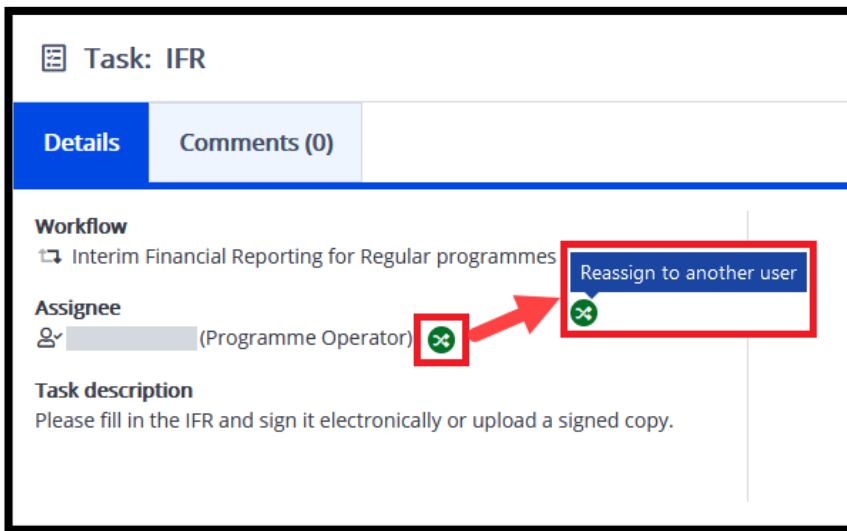 Task: IFR
Details
Comments (0)
Workflow
Interim Financial Reporting for Regular programmes
Reassign to another user
Assignee
(Programme Operator)
Task description
Please fill in the IFR and sign it electronically or upload a signed copy.